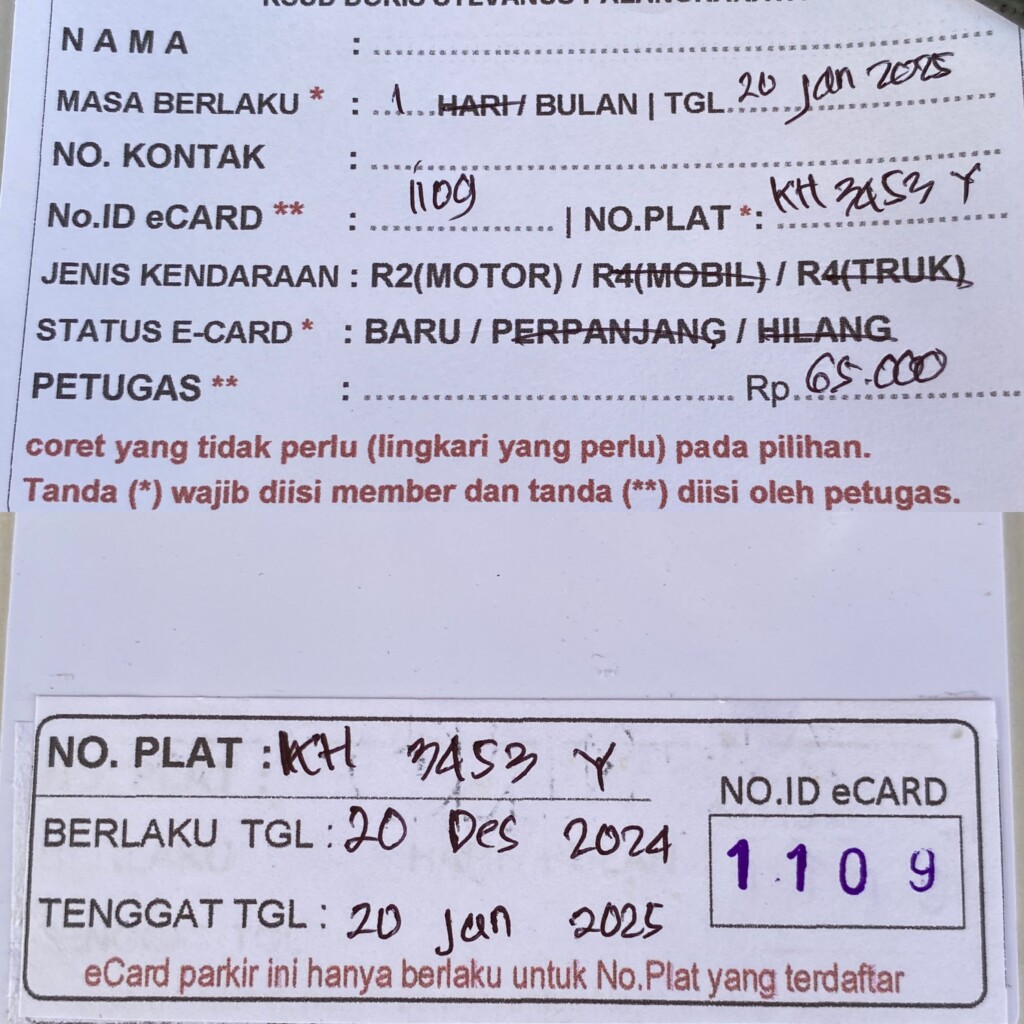 RSUD DORIS SYLVANUS PALANGKARAYA
NAMA :
MASA BERLAKU * : 1 HARI / BULAN | TGL. 20 Jan 2025
NO. KONTAK :
No.ID eCARD ** : 1109 | NO.PLAT *: KH 3453 Y
JENIS KENDARAAN : R2(MOTOR) / R4(MOBIL) / R4(TRUK)
STATUS E-CARD * : BARU / PERPANJANG / HILANG
PETUGAS ** : Rp. 65.000
coret yang tidak perlu (lingkari yang perlu) pada pilihan.
Tanda (*) wajib diisi member dan tanda (**) diisi oleh petugas.
NO. PLAT : KH 3453 Y
BERLAKU TGL : 20 Des 2024
TENGGAT TGL : 20 Jan 2025
NO.ID eCARD
1109
eCard parkir ini hanya berlaku untuk No.Plat yang terdaftar